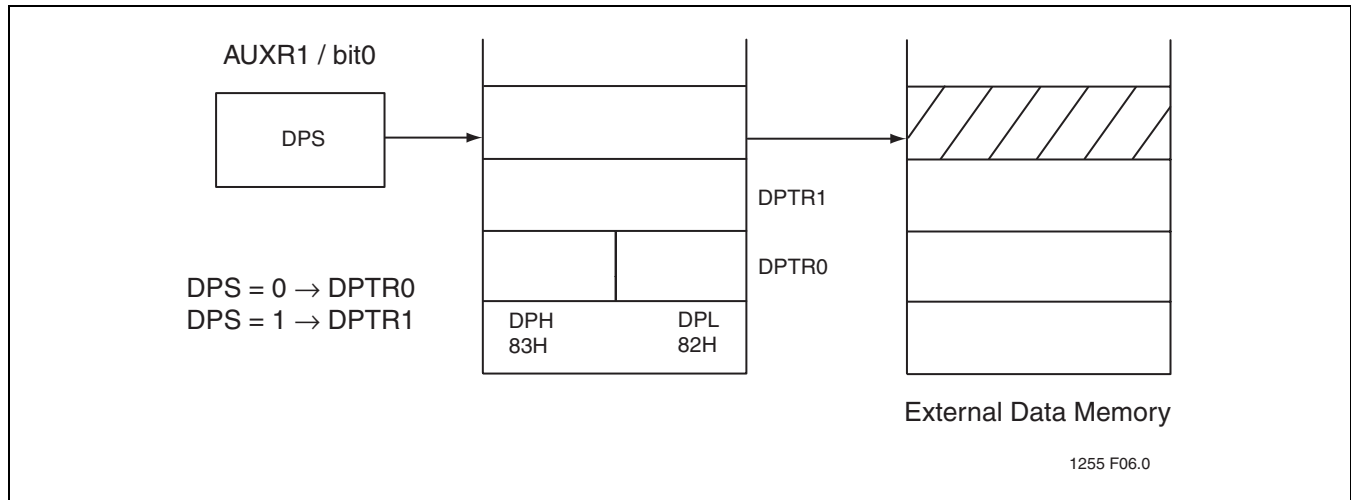 AUXR1 / bit0
DPS
DPTR1
DPTR0
DPS = 0 → DPTR0
DPS = 1 → DPTR1
DPH DPL
83H 82H
External Data Memory
1255 F06.0